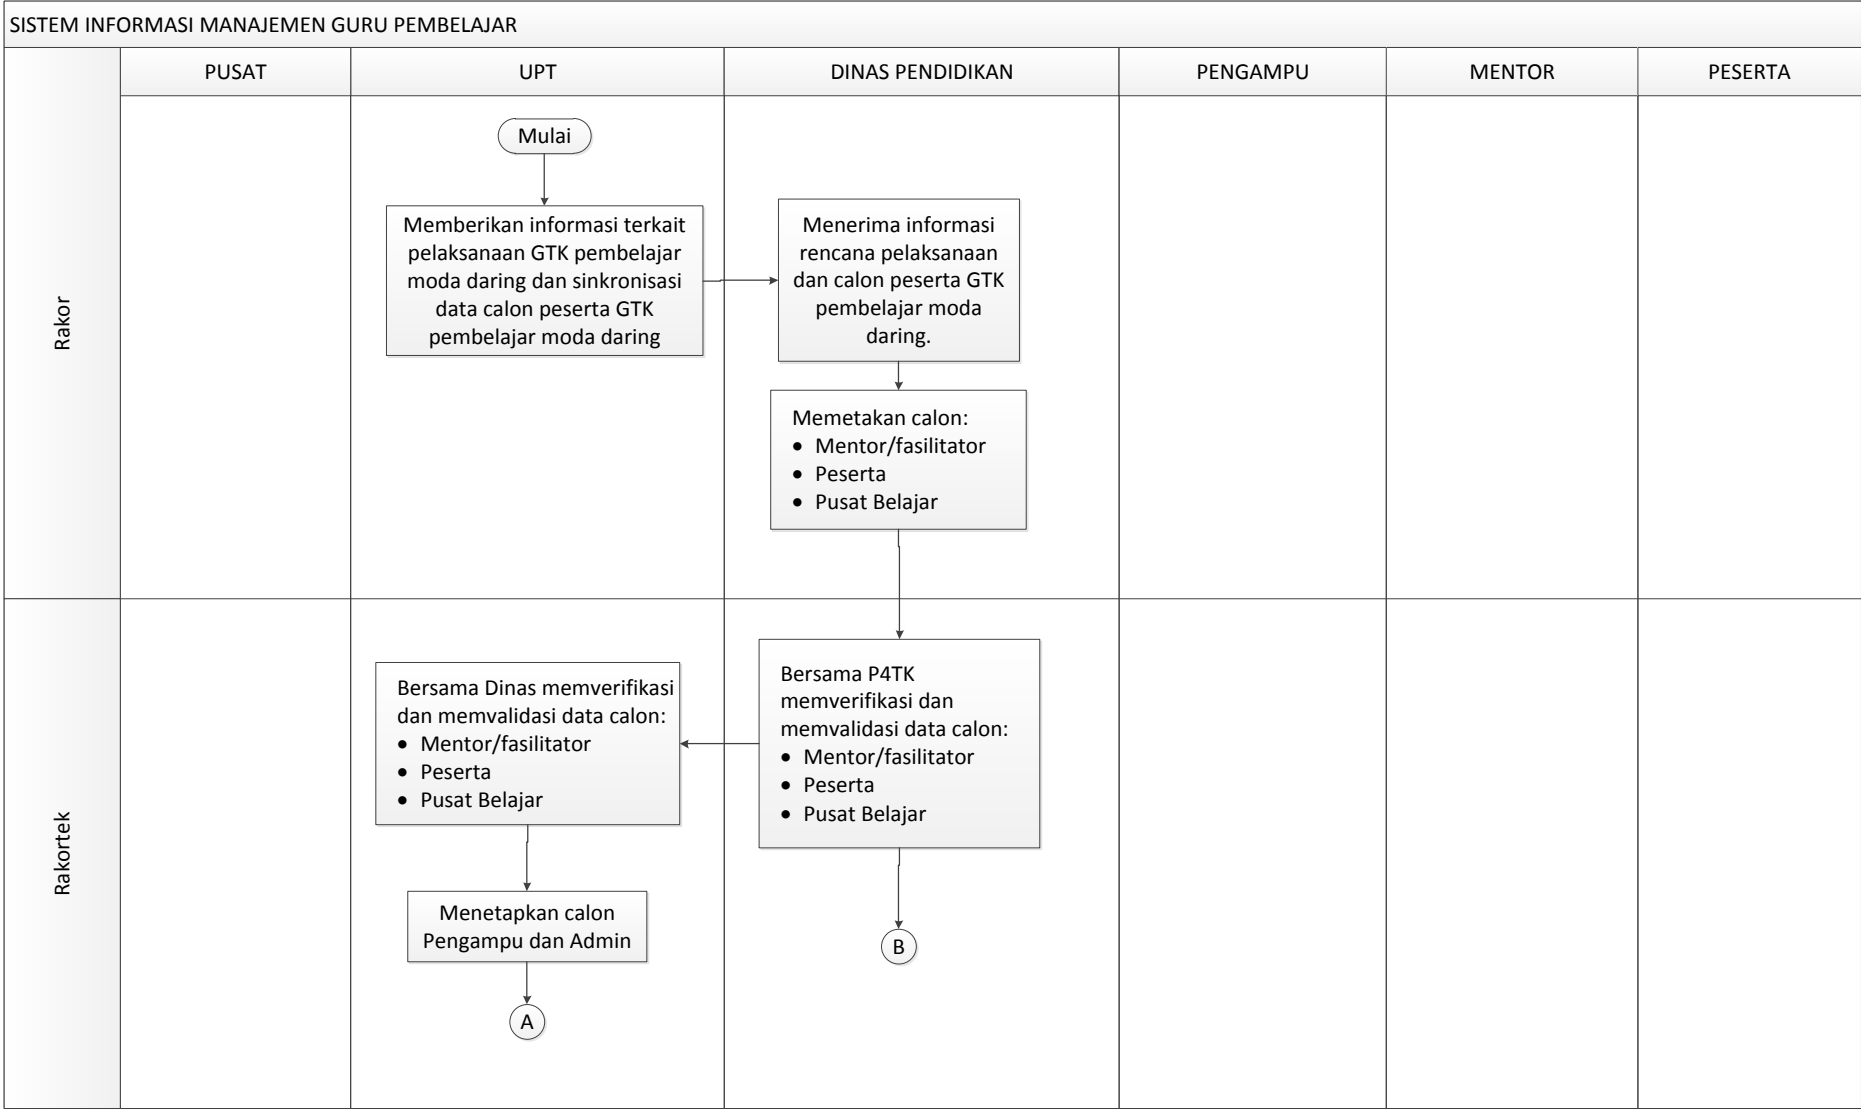 SISTEM INFORMASI MANAJEMEN GURU PEMBELAJAR
PUSAT
UPT
DINAS PENDIDIKAN
PENGAMPU
MENTOR
PESERTA
Rakor
Mulai
Memberikan informasi terkait
pelaksanaan GTK pembelajar
moda daring dan sinkronisasi
data calon peserta GTK
pembelajar moda daring
Menerima informasi
rencana pelaksanaan
dan calon peserta GTK
pembelajar moda
daring.
Memetakan calon:
• Mentor/fasilitator
• Peserta
• Pusat Belajar
Rakortek
Bersama P4TK
memverifikasi dan
memvalidasi data calon:
• Mentor/fasilitator
• Peserta
• Pusat Belajar
Bersama Dinas memverifikasi
dan memvalidasi data calon:
• Mentor/fasilitator
• Peserta
• Pusat Belajar
Menetapkan calon
Pengampu dan Admin
B
A